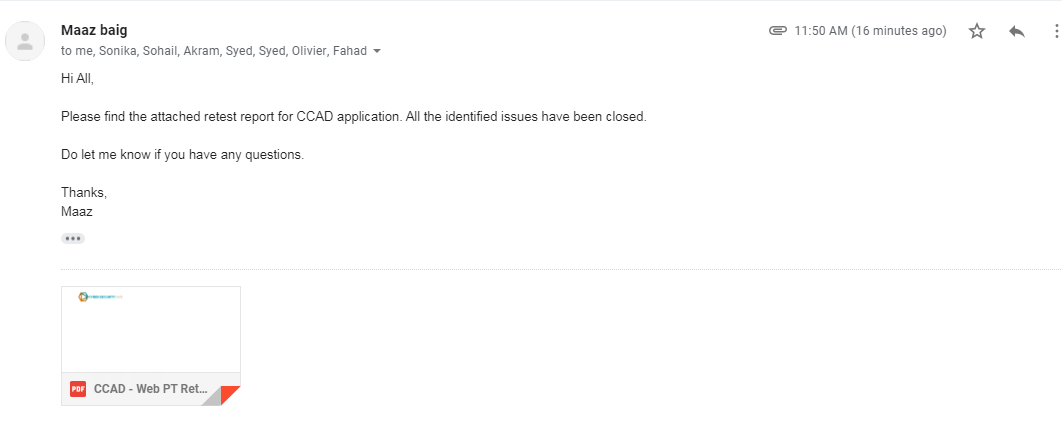 Maaz baig
11:50 AM (16 minutes ago)
to me, Sonika, Sohail, Akram, Syed, Syed, Olivier, Fahad
Hi All,
Please find the attached retest report for CCAD application. All the identified issues have been closed.
Do let me know if you have any questions.
Thanks,
Maaz
PDF
CCAD - Web PT Ret...